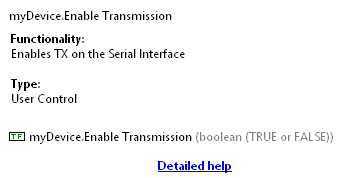 myDevice.Enable Transmission
Functionality:
Enables TX on the Serial Interface
Type:
User Control
TF myDevice.Enable Transmission (boolean (TRUE or FALSE))
Detailed help